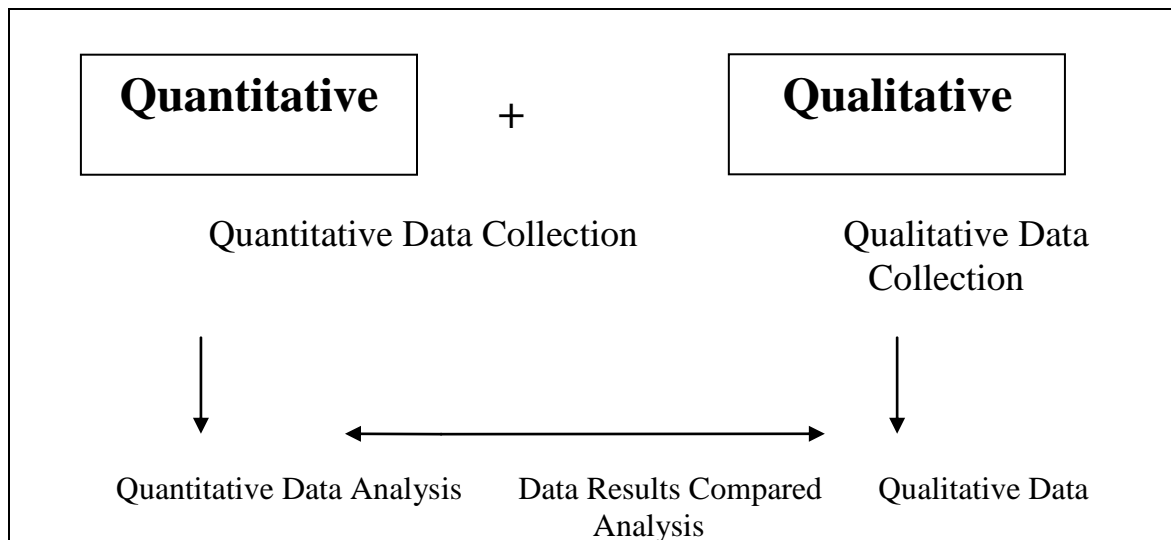 Quantitative + Qualitative
Quantitative Data Collection Qualitative Data
Collection
Quantitative Data Analysis Data Results Compared Qualitative Data
Analysis